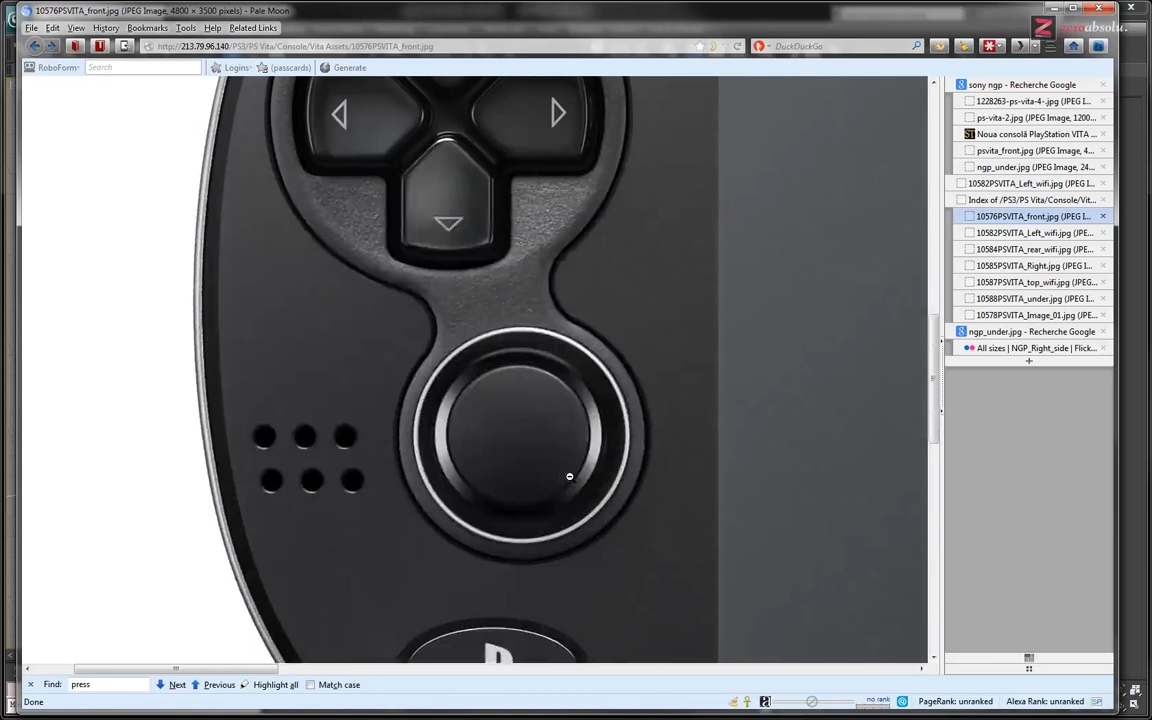 10576PSVITA_front.jpg (JPEG Image, 4800 × 3500 pixels) - Pale Moon
File Edit View History Bookmarks Tools Related Links
http://213.79.96.140/PS3/PS Vita/Console/Vita Assets/10576PSVITA_front.jpg
DuckDuckGo
RoboForm
Search
Logins
(passcards)
Generate
sony ngp - Recherche Google
1228263-ps-vita-4-.jpg (JPEG I...
ps-vita-2.jpg (JPEG Image, 1200...
Noua consolă PlayStation VITA ...
psvita_front.jpg (JPEG Image, 4...
ngp_under.jpg (JPEG Image, 24...
10582PSVITA_Left_wifi.jpg (JPEG I...
Index of /PS3/PS Vita/Console/Vit...
10576PSVITA_front.jpg (JPEG I...
10582PSVITA_Left_wifi.jpg (JPE...
10584PSVITA_rear_wifi.jpg (JPE...
10585PSVITA_Right.jpg (JPEG I...
10587PSVITA_top_wifi.jpg (JPEG...
10588PSVITA_under.jpg (JPEG I...
10578PSVITA_Image_01.jpg (JPE...
ngp_under.jpg - Recherche Google
All sizes | NGP_Right_side | Flick...
Find: press Next Previous Highlight all Match case
Done
no rank
PageRank: unranked
Alexa Rank: unranked
SP